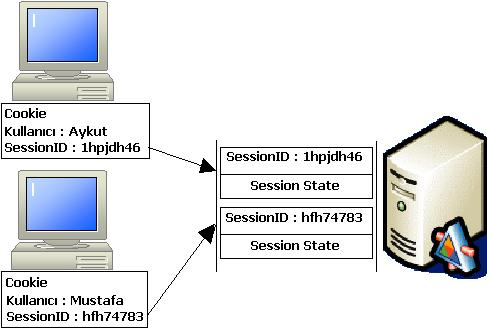 Cookie
Kullanıcı : Aykut
SessionID : 1hpjdh46
SessionID : 1hpjdh46
Session State
SessionID : hfh74783
Session State
Cookie
Kullanıcı : Mustafa
SessionID : hfh74783